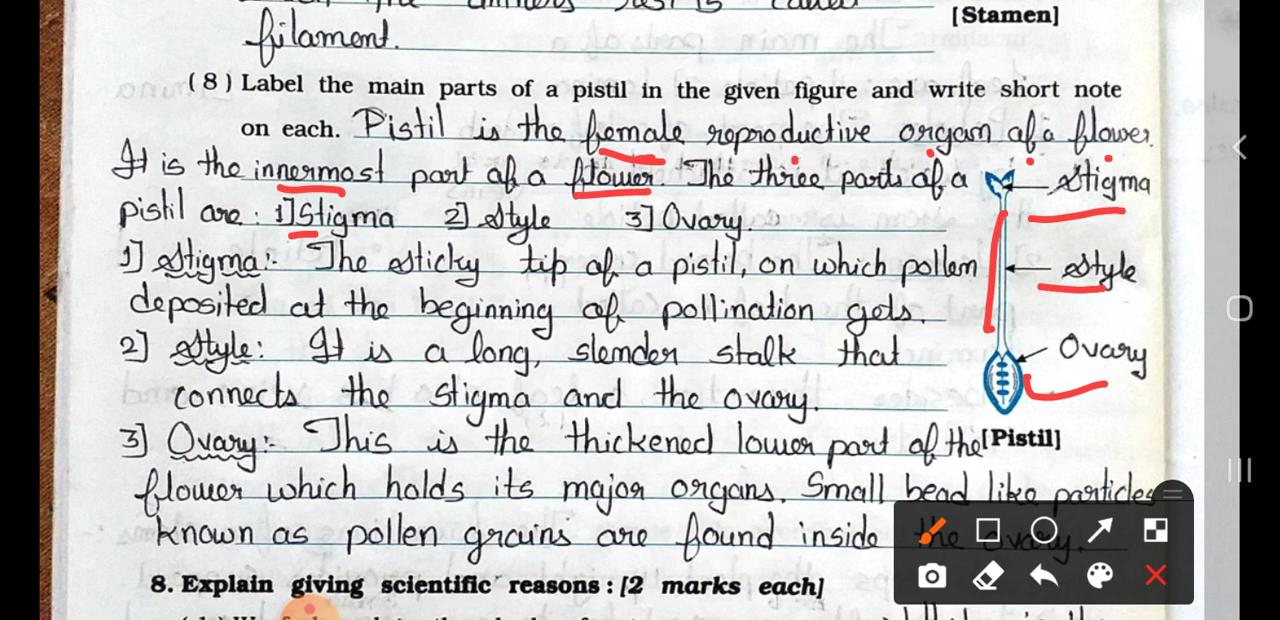 filament.
[Stamen]
(8) Label the main parts of a pistil in the given figure and write short note
on each. Pistil is the female reproductive organ of a flower.
It is the innermost part of a flower. The three parts of a
Stigma
pistil are: 1] Stigma 2] Style 3] Ovary.
1] Stigma:- The sticky tip of a pistil, on which pollen
Style
deposited at the beginning of pollination gets.
2] Style: It is a long, slender stalk that
Ovary
connects the stigma and the ovary.
3] Ovary:- This is the thickened lower part of the
[Pistil]
flower which holds its major organs. Small bead like particles
known as pollen grains are found inside the ovary.
8. Explain giving scientific reasons : [2 marks each]